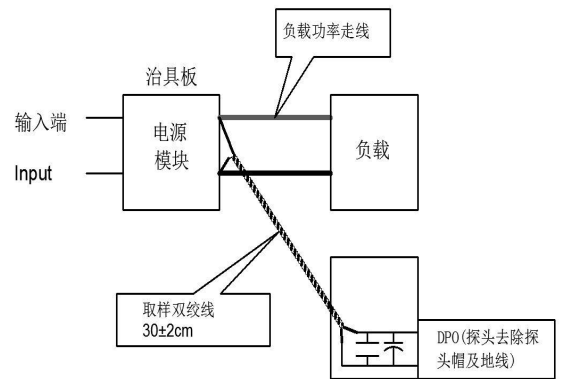 负载功率走线
治具板
输入端
Input
电源
模块
负载
取样双绞线
30±2cm
DPO(探头去除探
头帽及地线)